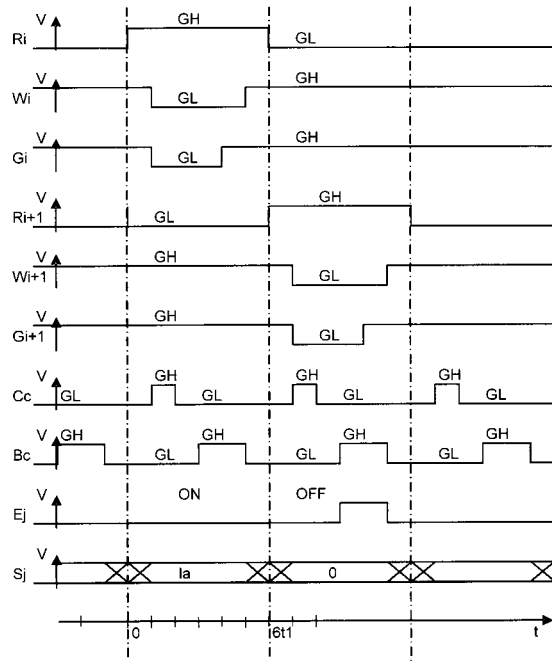 V GH GL
Ri
V GH
Wi GL
V GH
Gi GL
V GH
Ri+1 GL
V GH
Wi+1 GL
V GH
Gi+1 GL
V GH GH GH
Cc GL GL GL
V GH GH GH
Bc GL GL GL
V ON OFF
Ej
V
Sj Ia 0
0 6t1 t